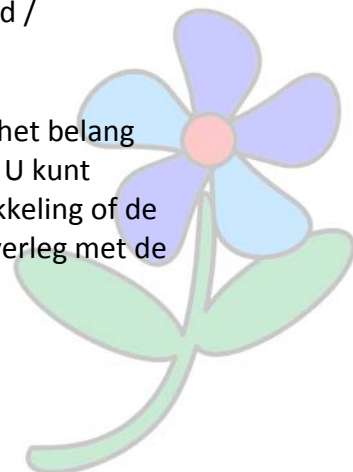 d /
het belang
U kunt
kkeling of de
verleg met de